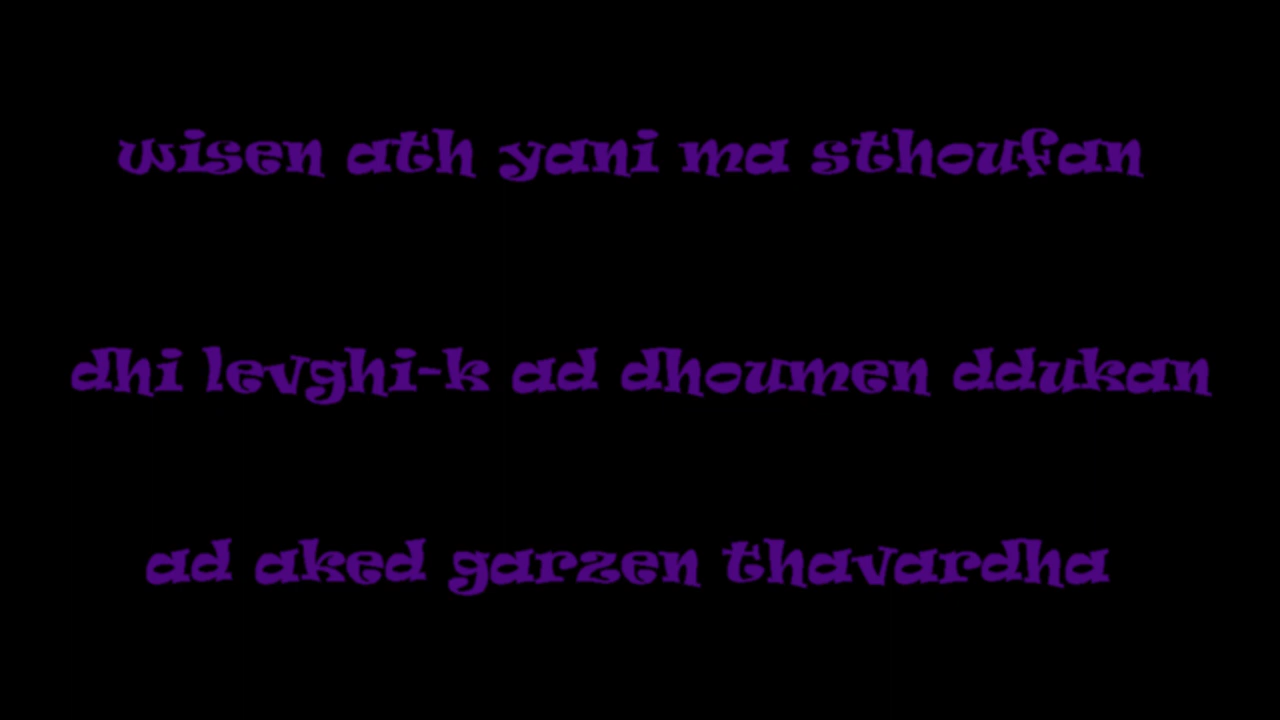 wisen ath yani ma sthoufan
dhi levghi-k ad dhoumen ddukan
ad aked garzen thavardha